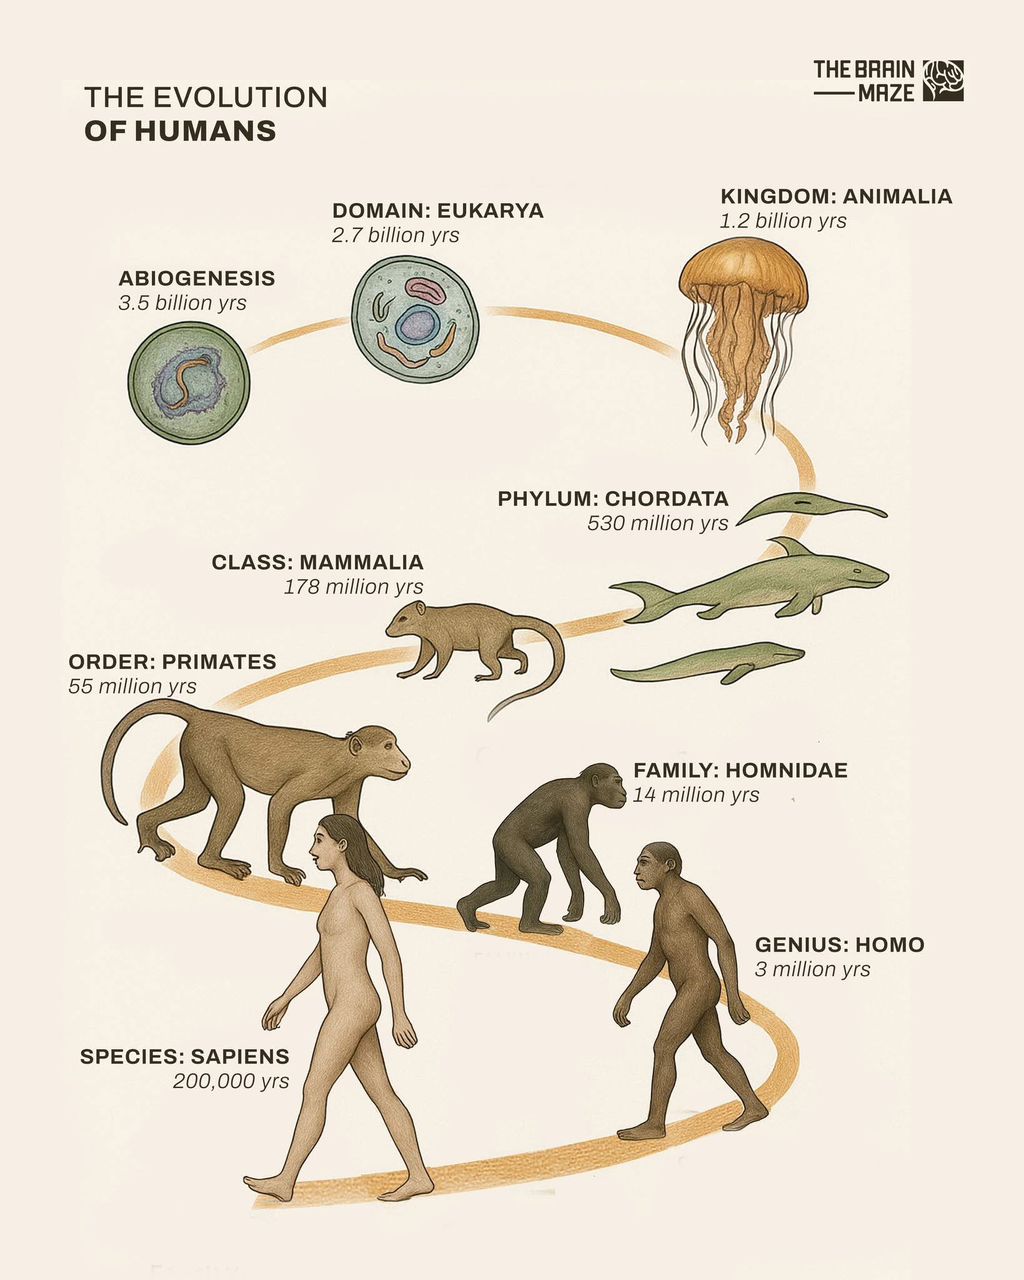 THE EVOLUTION
OF HUMANS
THE BRAIN
MAZE
ABIOGENESIS
3.5 billion yrs
DOMAIN: EUKARYA
2.7 billion yrs
KINGDOM: ANIMALIA
1.2 billion yrs
PHYLUM: CHORDATA
530 million yrs
CLASS: MAMMALIA
178 million yrs
ORDER: PRIMATES
55 million yrs
FAMILY: HOMNIDAE
14 million yrs
GENIUS: HOMO
3 million yrs
SPECIES: SAPIENS
200,000 yrs